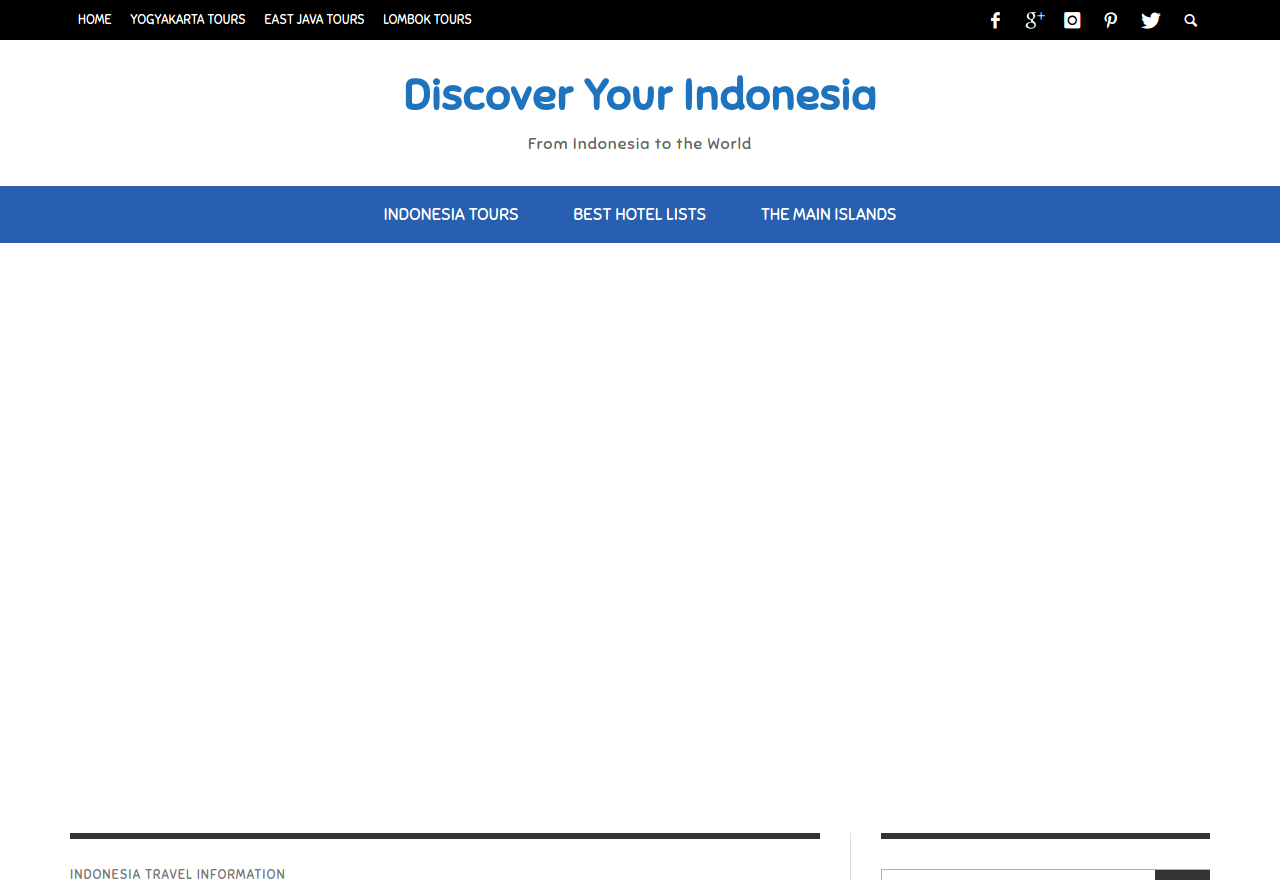 HOME YOGYAKARTA TOURS EAST JAVA TOURS LOMBOK TOURS
Discover Your Indonesia
From Indonesia to the World
INDONESIA TOURS BEST HOTEL LISTS THE MAIN ISLANDS
INDONESIA TRAVEL INFORMATION